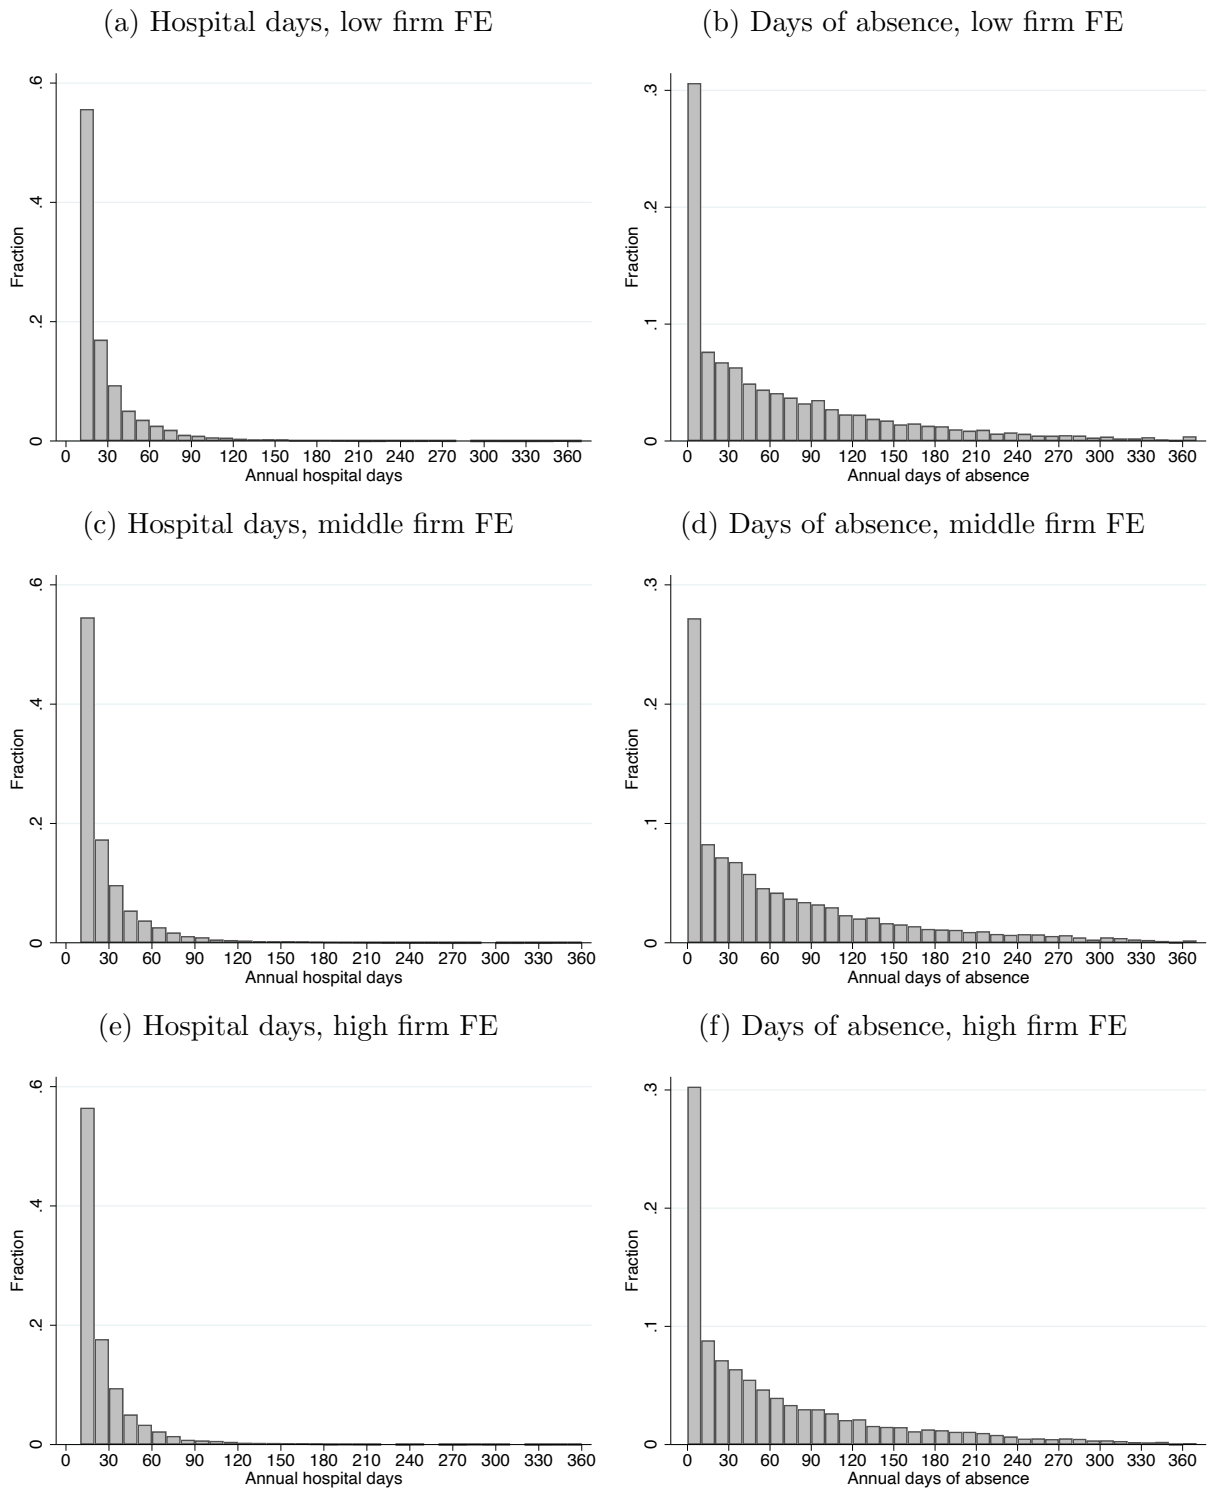 (a) Hospital days, low firm FE
.6
.4
.2
0
Fraction
0 30 60 90 120 150 180 210 240 270 300 330 360
Annual hospital days
(b) Days of absence, low firm FE
.3
.2
.1
0
Fraction
0 30 60 90 120 150 180 210 240 270 300 330 360
Annual days of absence
(c) Hospital days, middle firm FE
.6
.4
.2
0
Fraction
0 30 60 90 120 150 180 210 240 270 300 330 360
Annual hospital days
(d) Days of absence, middle firm FE
.3
.2
.1
0
Fraction
0 30 60 90 120 150 180 210 240 270 300 330 360
Annual days of absence
(e) Hospital days, high firm FE
.6
.4
.2
0
Fraction
0 30 60 90 120 150 180 210 240 270 300 330 360
Annual hospital days
(f) Days of absence, high firm FE
.3
.2
.1
0
Fraction
0 30 60 90 120 150 180 210 240 270 300 330 360
Annual days of absence